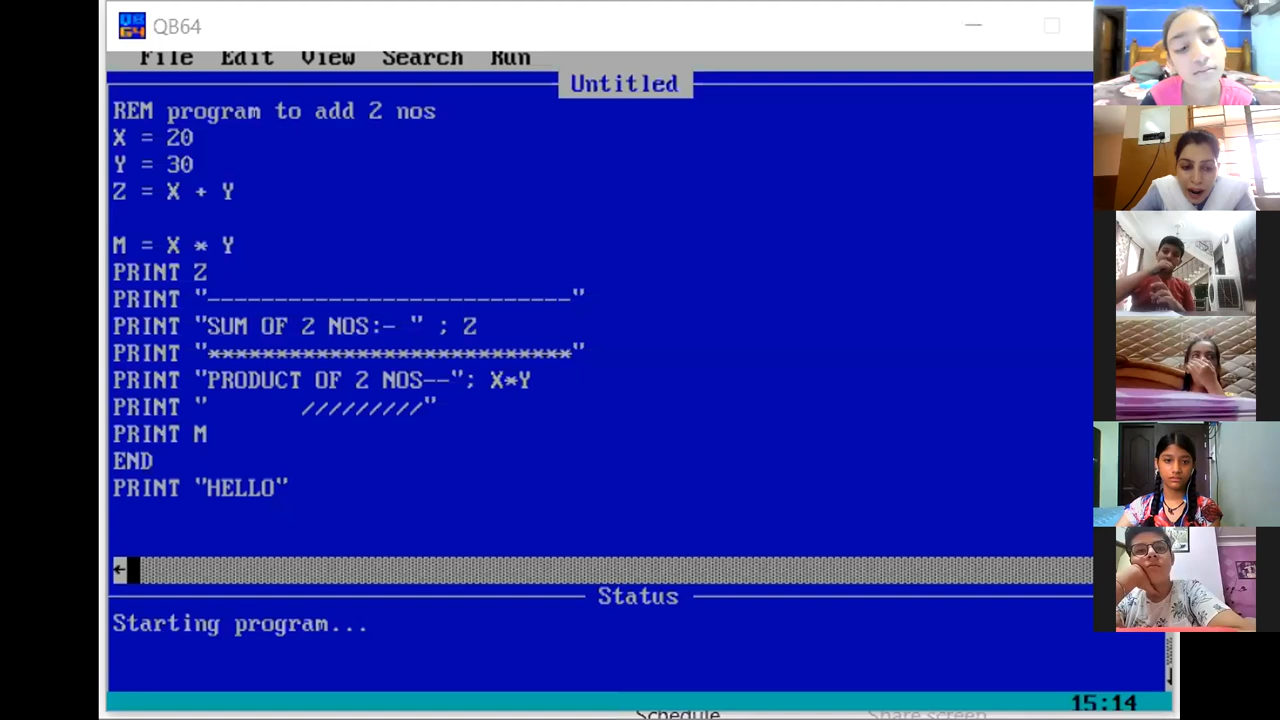 QB64
File Edit View Search Run
Untitled
REM program to add 2 nos
X = 20
Y = 30
Z = X + Y
M = X * Y
PRINT Z
PRINT "---------------------------"
PRINT "SUM OF 2 NOS:- " ; Z
PRINT "***************************"
PRINT "PRODUCT OF 2 NOS--"; X*Y
PRINT "       /////////"
PRINT M
END
PRINT "HELLO"
Status
Starting program...
15:14
Schedule Share screen